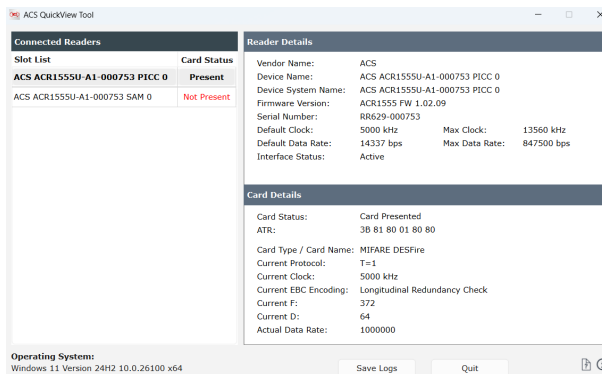 ACS QuickView Tool
Connected Readers
Slot List Card Status
ACS ACR1555U-A1-000753 PICC 0 Present
ACS ACR1555U-A1-000753 SAM 0 Not Present
Reader Details
Vendor Name: ACS
Device Name: ACS ACR1555U-A1-000753 PICC 0
Device System Name: ACS ACR1555U-A1-000753 PICC 0
Firmware Version: ACR1555 FW 1.02.09
Serial Number: RR629-000753
Default Clock: 5000 kHz Max Clock: 13560 kHz
Default Data Rate: 14337 bps Max Data Rate: 847500 bps
Interface Status: Active
Card Details
Card Status: Card Presented
ATR: 3B 81 80 01 80 80
Card Type / Card Name: MIFARE DESFire
Current Protocol: T=1
Current Clock: 5000 kHz
Current EBC Encoding: Longitudinal Redundancy Check
Current F: 372
Current D: 64
Actual Data Rate: 1000000
Operating System:
Windows 11 Version 24H2 10.0.26100 x64
Save Logs Quit